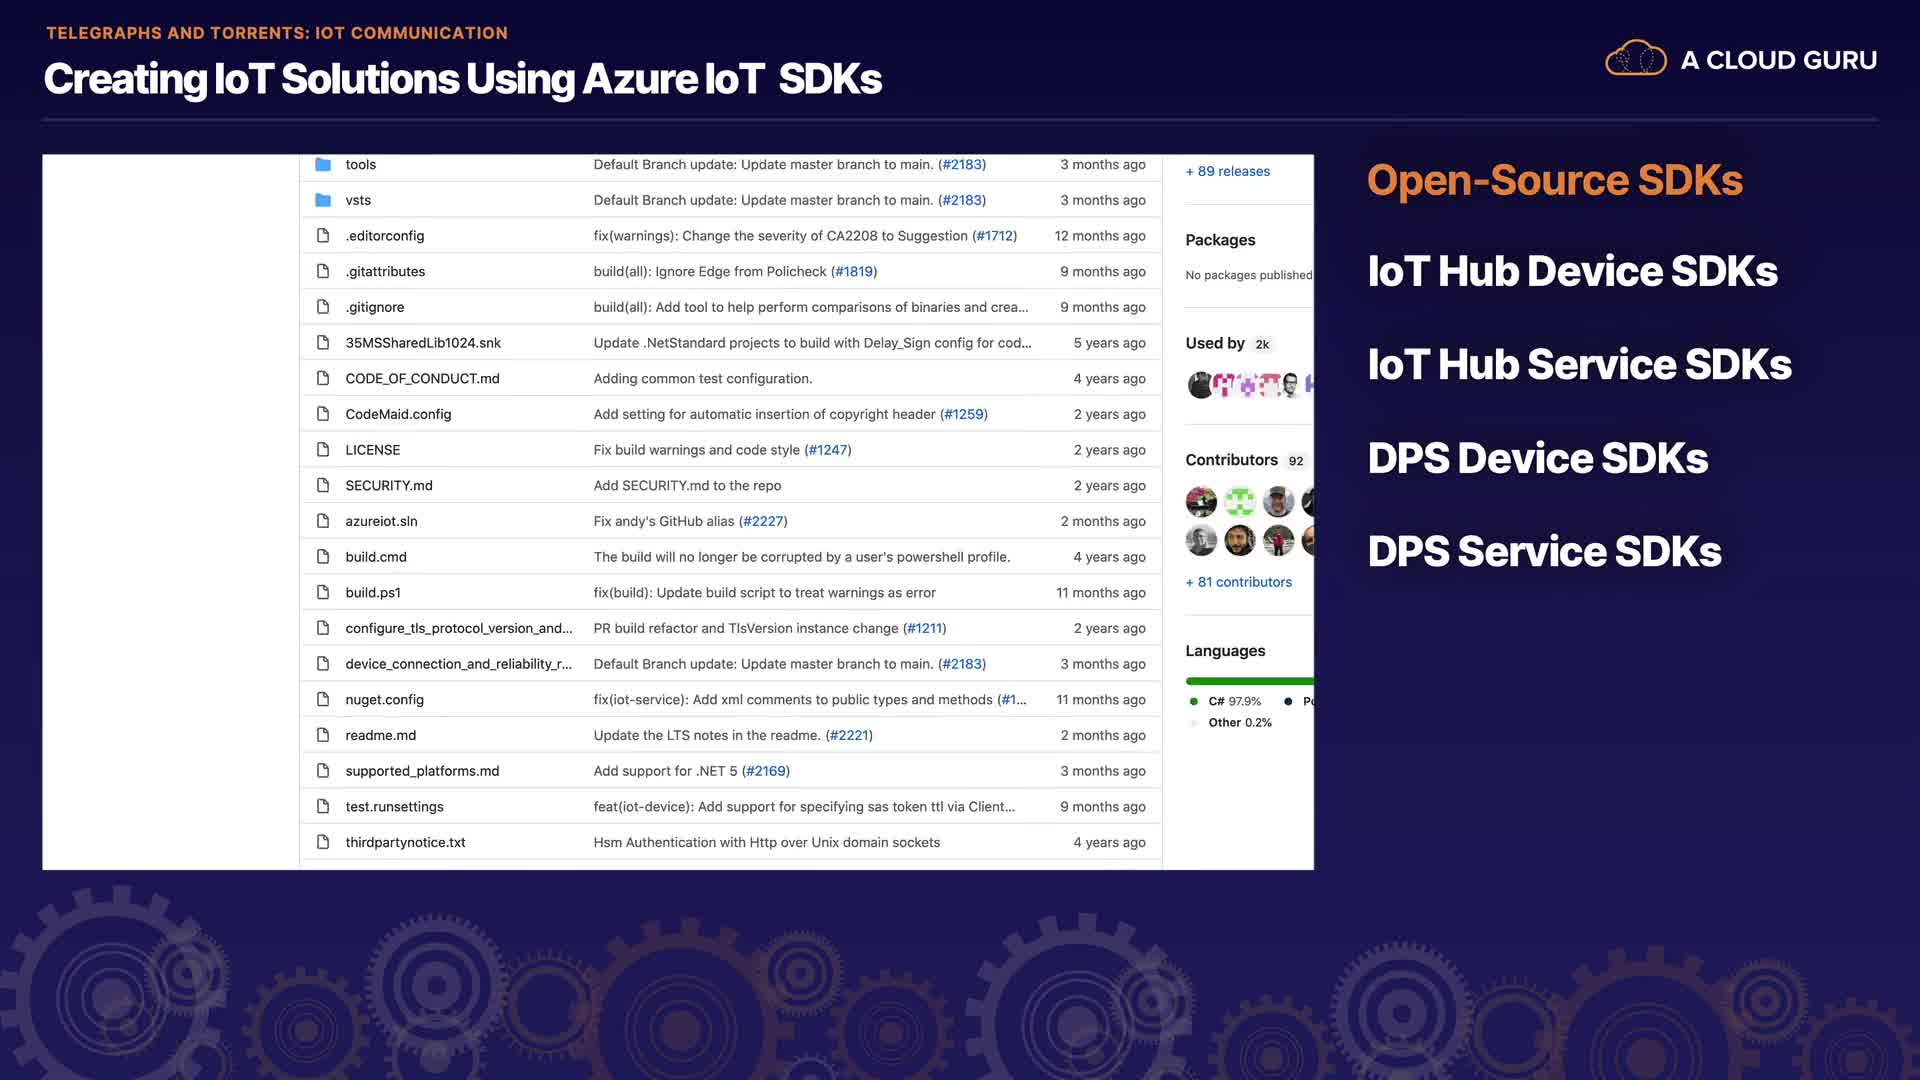 TELEGRAPHS AND TORRENTS: IOT COMMUNICATION
Creating IoT Solutions Using Azure IoT SDKs
A CLOUD GURU
tools Default Branch update: Update master branch to main. (#2183) 3 months ago
vsts Default Branch update: Update master branch to main. (#2183) 3 months ago
.editorconfig fix(warnings): Change the severity of CA2208 to Suggestion (#1712) 12 months ago
.gitattributes build(all): Ignore Edge from Policheck (#1819) 9 months ago
.gitignore build(all): Add tool to help perform comparisons of binaries and crea... 9 months ago
35MSSharedLib1024.snk Update .NetStandard projects to build with Delay_Sign config for cod... 5 years ago
CODE_OF_CONDUCT.md Adding common test configuration. 4 years ago
CodeMaid.config Add setting for automatic insertion of copyright header (#1259) 2 years ago
LICENSE Fix build warnings and code style (#1247) 2 years ago
SECURITY.md Add SECURITY.md to the repo 2 years ago
azureiot.sln Fix andy's GitHub alias (#2227) 2 months ago
build.cmd The build will no longer be corrupted by a user's powershell profile. 4 years ago
build.ps1 fix(build): Update build script to treat warnings as error 11 months ago
configure_tls_protocol_version_and... PR build refactor and TlsVersion instance change (#1211) 2 years ago
device_connection_and_reliability_r... Default Branch update: Update master branch to main. (#2183) 3 months ago
nuget.config fix(iot-service): Add xml comments to public types and methods (#1... 11 months ago
readme.md Update the LTS notes in the readme. (#2221) 2 months ago
supported_platforms.md Add support for .NET 5 (#2169) 3 months ago
test.runsettings feat(iot-device): Add support for specifying sas token ttl via Client... 9 months ago
thirdpartynotice.txt Hsm Authentication with Http over Unix domain sockets 4 years ago
+ 89 releases
Packages
No packages published
Used by 2k
Contributors 92
+ 81 contributors
Languages
C# 97.9%
Other 0.2%
Open-Source SDKs
IoT Hub Device SDKs
IoT Hub Service SDKs
DPS Device SDKs
DPS Service SDKs